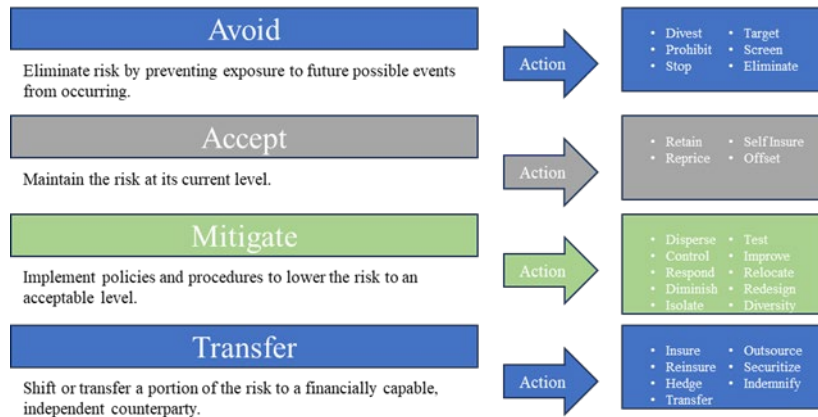 Avoid
Eliminate risk by preventing exposure to future possible events
from occurring.
Action
• Divest • Target
• Prohibit • Screen
• Stop • Eliminate
Accept
Maintain the risk at its current level.
Action
• Retain • Self Insure
• Reprice • Offset
Mitigate
Implement policies and procedures to lower the risk to an
acceptable level.
Action
• Disperse • Test
• Control • Improve
• Respond • Relocate
• Diminish • Redesign
• Isolate • Diversity
Transfer
Shift or transfer a portion of the risk to a financially capable,
independent counterparty.
Action
• Insure • Outsource
• Reinsure • Securitize
• Hedge • Indemnify
• Transfer